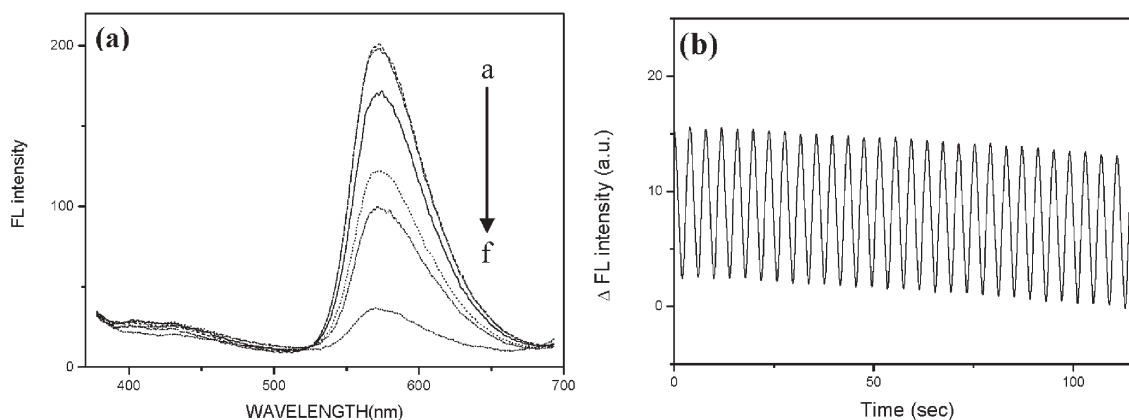 (a)
a
f
200
100
0
FL intensity
400
500
600
700
WAVELENGTH(nm)
(b)
20
10
0
Δ FL intensity (a.u.)
0
50
100
Time (sec)